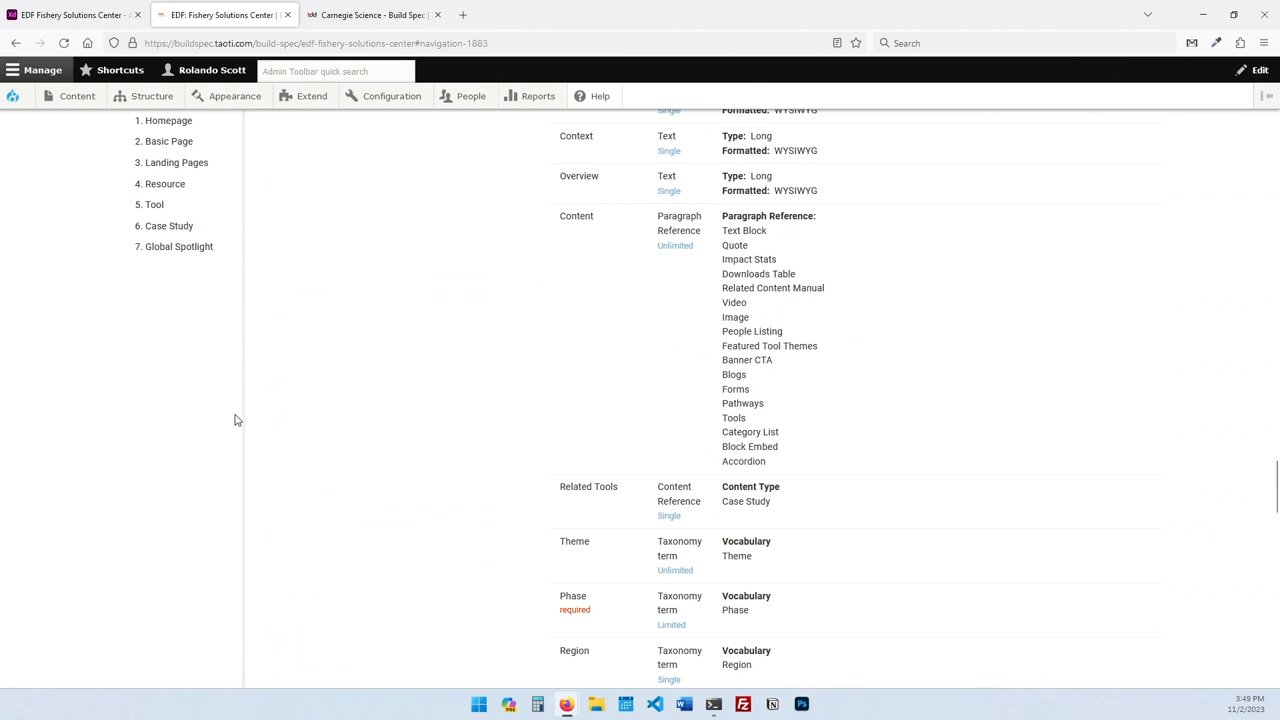 EDF Fishery Solutions Center -
EDF: Fishery Solutions Center |
Carnegie Science - Build Spec |
https://buildspec.taoti.com/build-spec/edf-fishery-solutions-center#navigation-1883
Search
Manage
Shortcuts
Rolando Scott
Admin Toolbar quick search
Edit
Content
Structure
Appearance
Extend
Configuration
People
Reports
Help
1. Homepage
2. Basic Page
3. Landing Pages
4. Resource
5. Tool
6. Case Study
7. Global Spotlight
Single
Formatted: WYSIWYG
Context
Text
Single
Type: Long
Formatted: WYSIWYG
Overview
Text
Single
Type: Long
Formatted: WYSIWYG
Content
Paragraph
Reference
Unlimited
Paragraph Reference:
Text Block
Quote
Impact Stats
Downloads Table
Related Content Manual
Video
Image
People Listing
Featured Tool Themes
Banner CTA
Blogs
Forms
Pathways
Tools
Category List
Block Embed
Accordion
Related Tools
Content
Reference
Single
Content Type
Case Study
Theme
Taxonomy
term
Unlimited
Vocabulary
Theme
Phase
required
Taxonomy
term
Limited
Vocabulary
Phase
Region
Taxonomy
term
Single
Vocabulary
Region
3:49 PM
11/2/2023